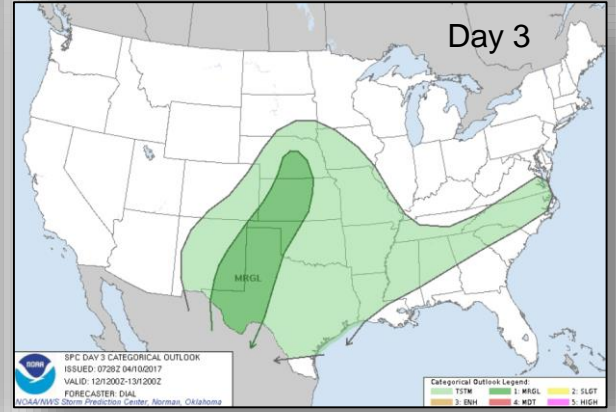 Day 3
MRGL
NOAA
SPC DAY 3 CATEGORICAL OUTLOOK
ISSUED: 0728Z 04/10/2017
VALID: 12/1200Z-13/1200Z
FORECASTER: DIAL
NOAA/NWS Storm Prediction Center, Norman, Oklahoma
Categorical Outlook Legend:
TSTM 1: MRGL 2: SLGT
3: ENH 4: MDT 5: HIGH